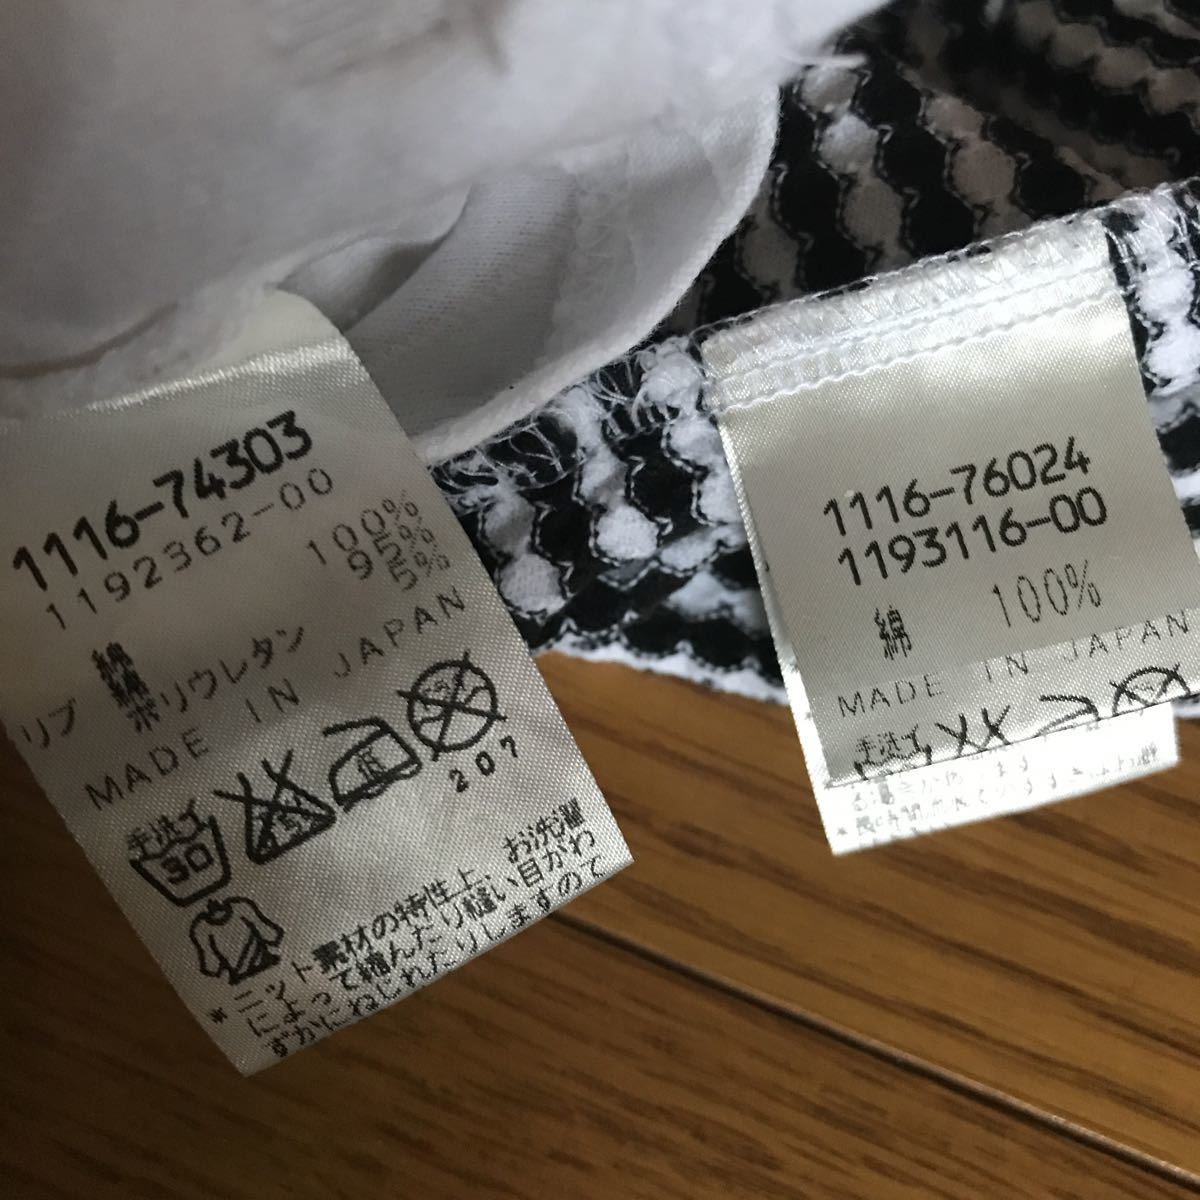 1116-74303
1192362-00
綿 100%
リブ 綿 95%
ポリウレタン 5%
MADE IN JAPAN
207
手洗イ
30
* ニット素材の特性上、お洗濯
によって縮んだり縫い目がわ
ずかにねじれたりしますので
1116-76024
1193116-00
綿 100%
MADE IN JAPAN
手洗イ